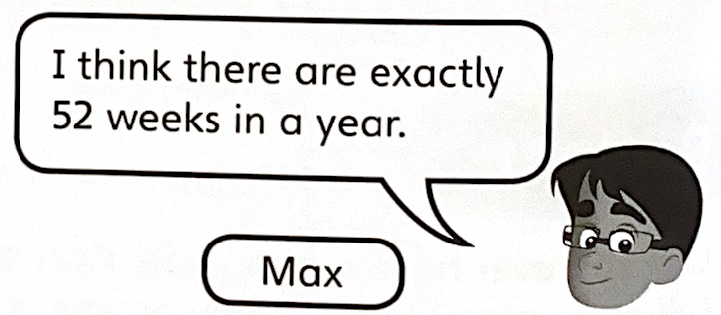 I think there are exactly
52 weeks in a year.
Max